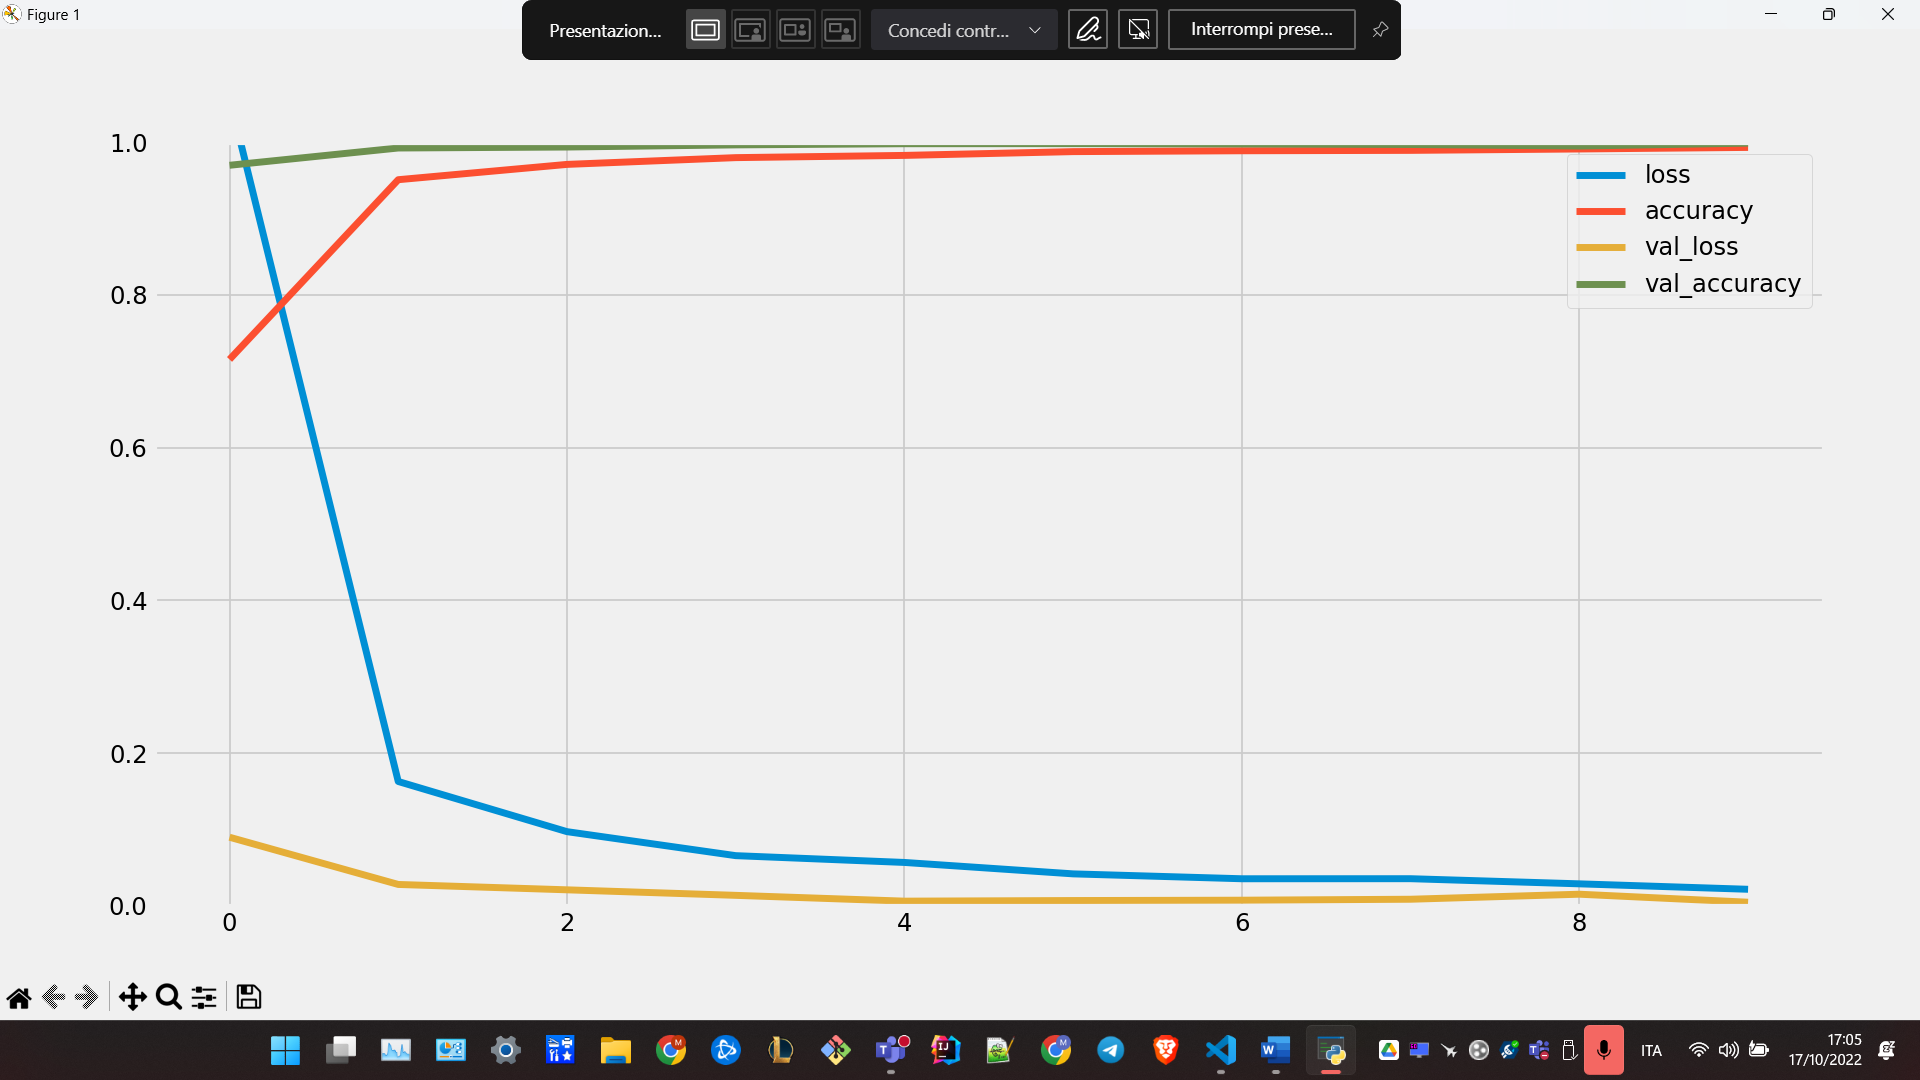 Figure 1
Presentazion...
Concedi contr...
Interrompi prese...
1.0
0.8
0.6
0.4
0.2
0.0
0
2
4
6
8
loss
accuracy
val_loss
val_accuracy
ITA
17:05
17/10/2022